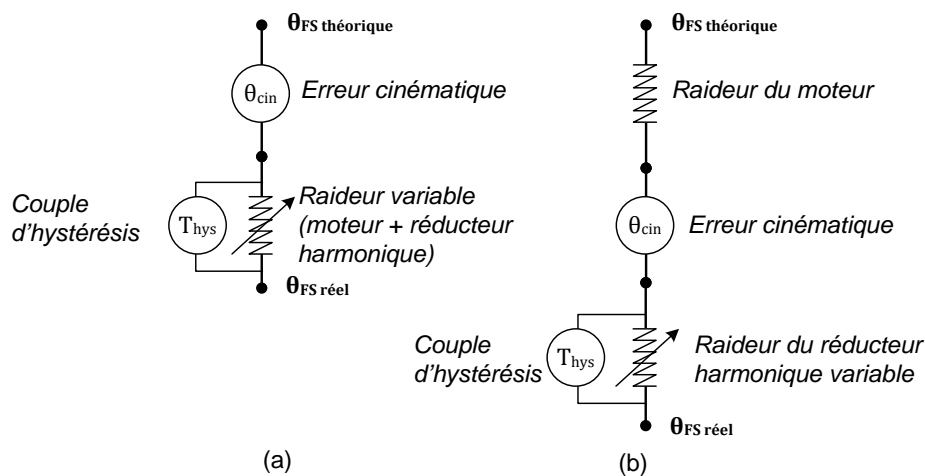 θFS théorique
θcin
Erreur cinématique
Couple
d’hystérésis
Thys
Raideur variable
(moteur + réducteur
harmonique)
θFS réel
(a)
θFS théorique
Raideur du moteur
θcin
Erreur cinématique
Couple
d’hystérésis
Thys
Raideur du réducteur
harmonique variable
θFS réel
(b)